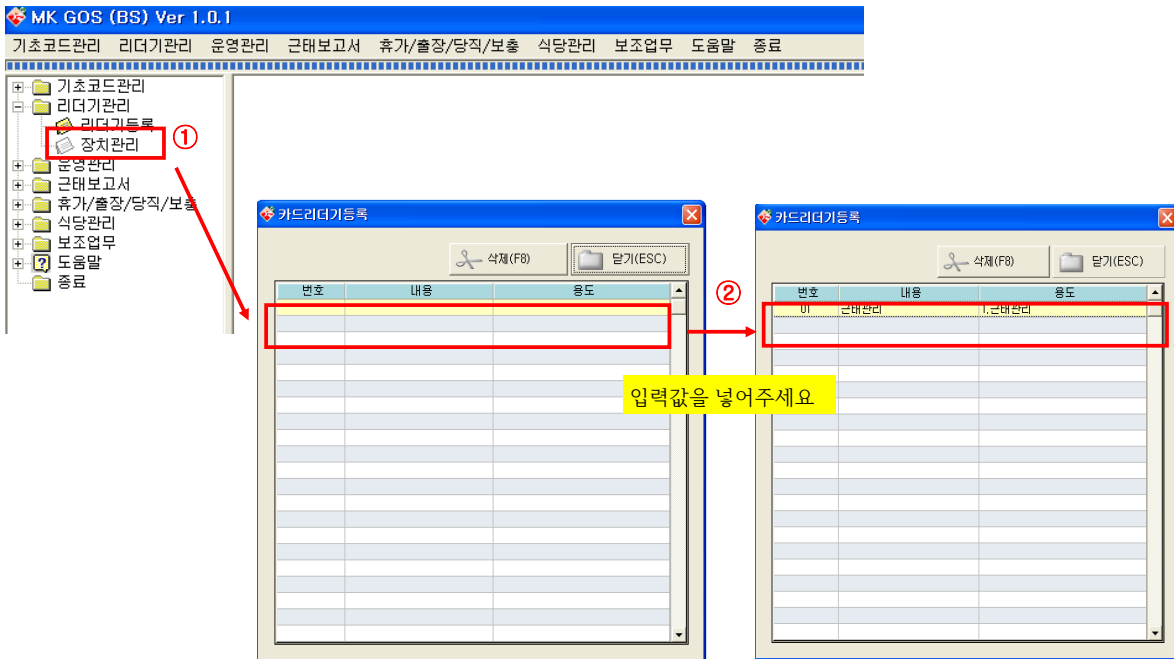 MK GOS (BS) Ver 1.0.1
기초코드관리 리더기관리 운영관리 근태보고서 휴가/출장/당직/보충 식당관리 보조업무 도움말 종료
기초코드관리
리더기관리
리더기등록
장치관리
①
운영관리
근태보고서
휴가/출장/당직/보충
식당관리
보조업무
도움말
종료
카드리더기등록
삭제(F8) 닫기(ESC)
번호 내용 용도
②
입력값을 넣어주세요
카드리더기등록
삭제(F8) 닫기(ESC)
번호 내용 용도
01 근태관리 1.근태관리